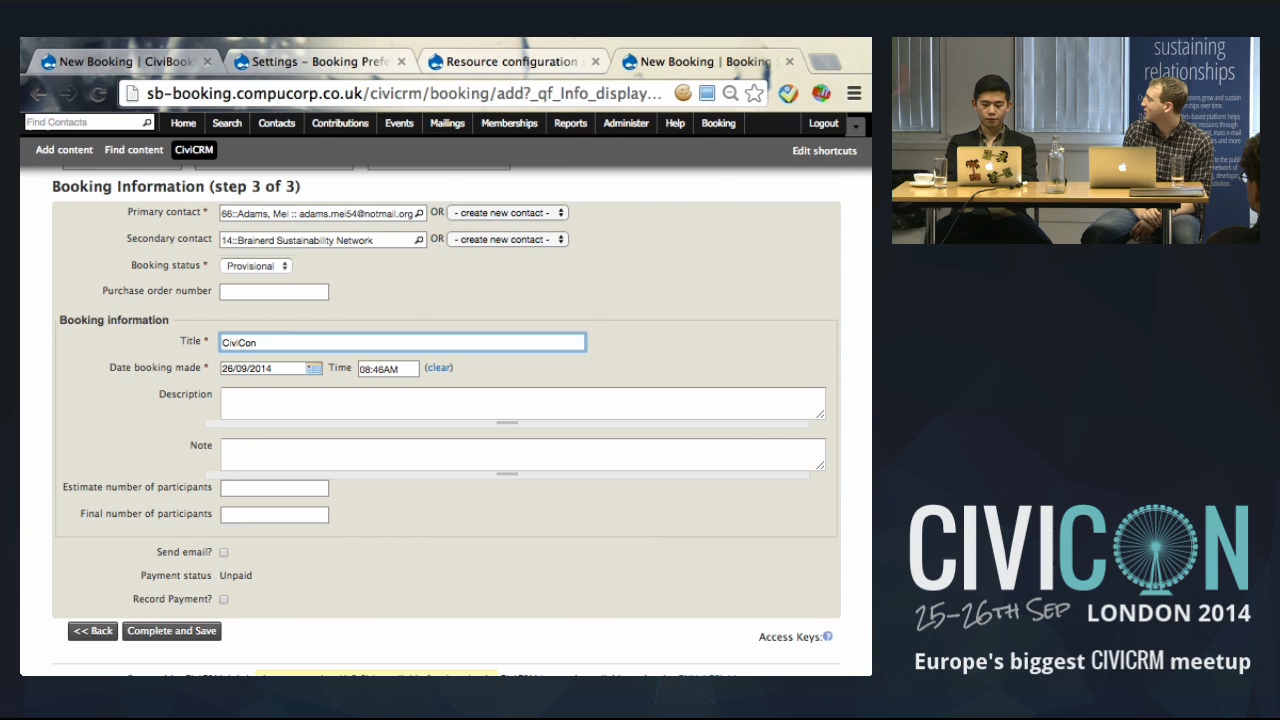 New Booking | CiviBook
Settings – Booking Prefe
Resource configuration
New Booking | Booking
sb-booking.compucorp.co.uk/civicrm/booking/add?_qf_Info_display...
Find Contacts
Home Search Contacts Contributions Events Mailings Memberships Reports Administer Help Booking Logout
Add content Find content CiviCRM Edit shortcuts
Booking Information (step 3 of 3)
Primary contact * 66::Adams, Mei :: adams.mei54@notmail.org OR - create new contact -
Secondary contact 14::Brainerd Sustainability Network OR - create new contact -
Booking status * Provisional
Purchase order number
Booking information
Title * CiviCon
Date booking made * 26/09/2014 Time 08:46AM (clear)
Description
Note
Estimate number of participants
Final number of participants
Send email?
Payment status Unpaid
Record Payment?
<< Back Complete and Save
Access Keys:?
sustaining
relationships
CIVICON
25-26TH SEP LONDON 2014
Europe's biggest CIVICRM meetup